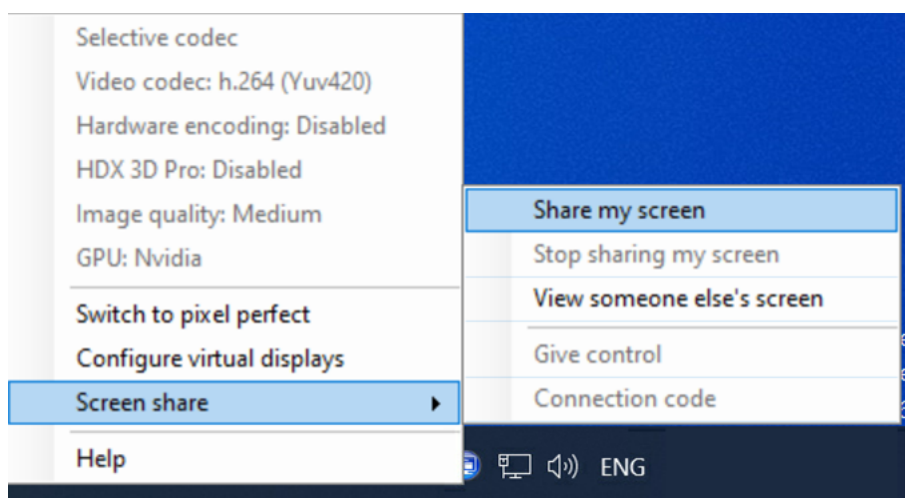 Selective codec
Video codec: h.264 (Yuv420)
Hardware encoding: Disabled
HDX 3D Pro: Disabled
Image quality: Medium
GPU: Nvidia
Switch to pixel perfect
Configure virtual displays
Screen share
Help
Share my screen
Stop sharing my screen
View someone else's screen
Give control
Connection code
ENG